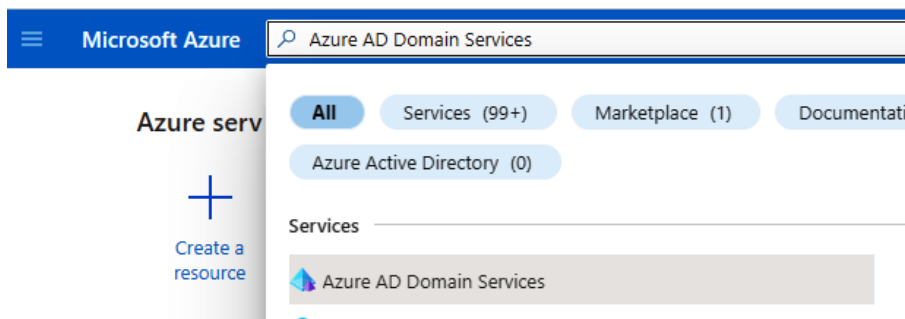 Microsoft Azure
Azure AD Domain Services
All
Services (99+)
Marketplace (1)
Azure Active Directory (0)
Azure serv
Create a
resource
Services
Azure AD Domain Services